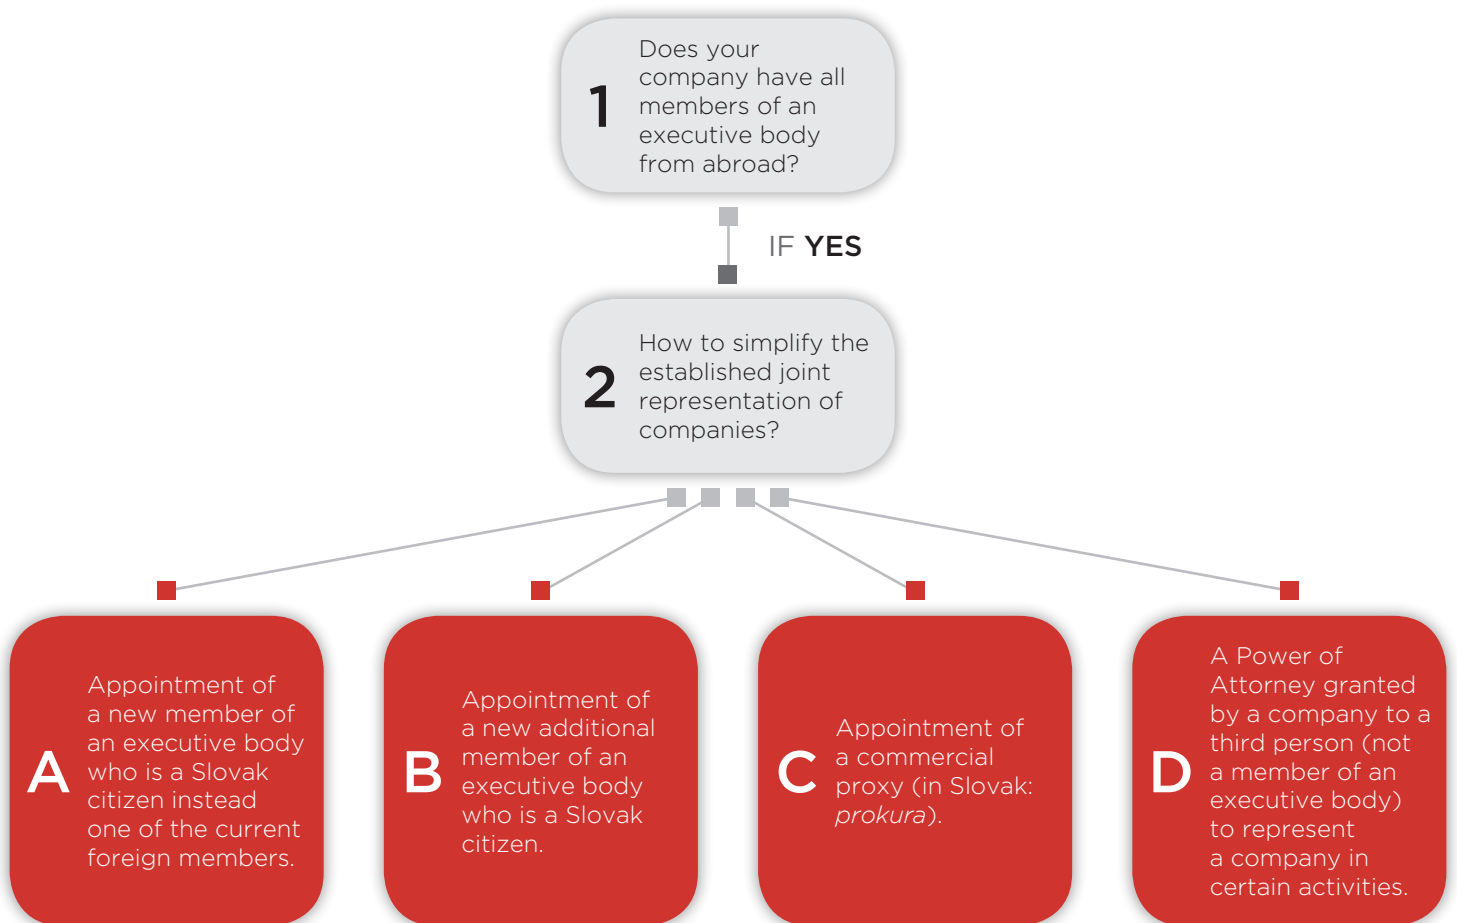 1
Does your
company have all
members of an
executive body
from abroad?
IF YES
2
How to simplify the
established joint
representation of
companies?
A
Appointment of
a new member of
an executive body
who is a Slovak
citizen instead
one of the current
foreign members.
B
Appointment of
a new additional
member of an
executive body
who is a Slovak
citizen.
C
Appointment of
a commercial
proxy (in Slovak:
prokura).
D
A Power of
Attorney granted
by a company to a
third person (not
a member of an
executive body)
to represent
a company in
certain activities.